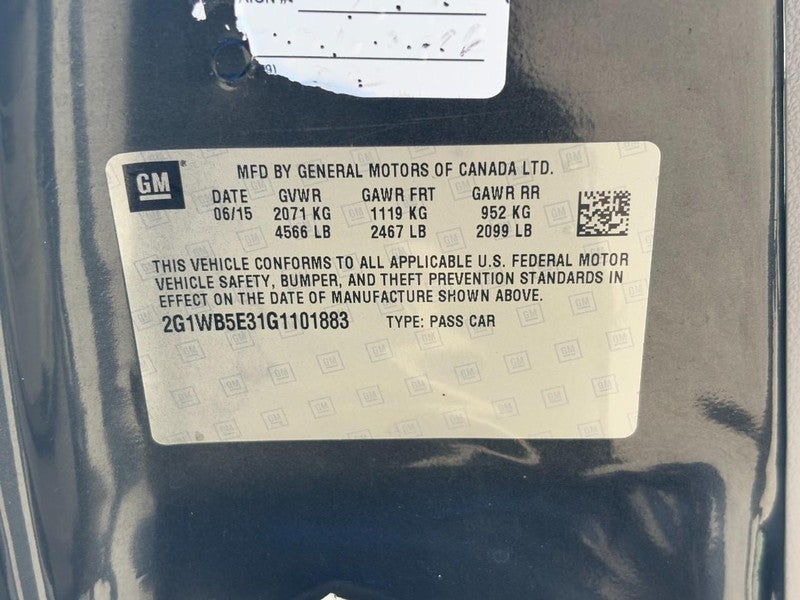 GM
MFD BY GENERAL MOTORS OF CANADA LTD.
DATE GVWR GAWR FRT GAWR RR
06/15 2071 KG 1119 KG 952 KG
4566 LB 2467 LB 2099 LB
THIS VEHICLE CONFORMS TO ALL APPLICABLE U.S. FEDERAL MOTOR
VEHICLE SAFETY, BUMPER, AND THEFT PREVENTION STANDARDS IN
EFFECT ON THE DATE OF MANUFACTURE SHOWN ABOVE.
2G1WB5E31G1101883 TYPE: PASS CAR